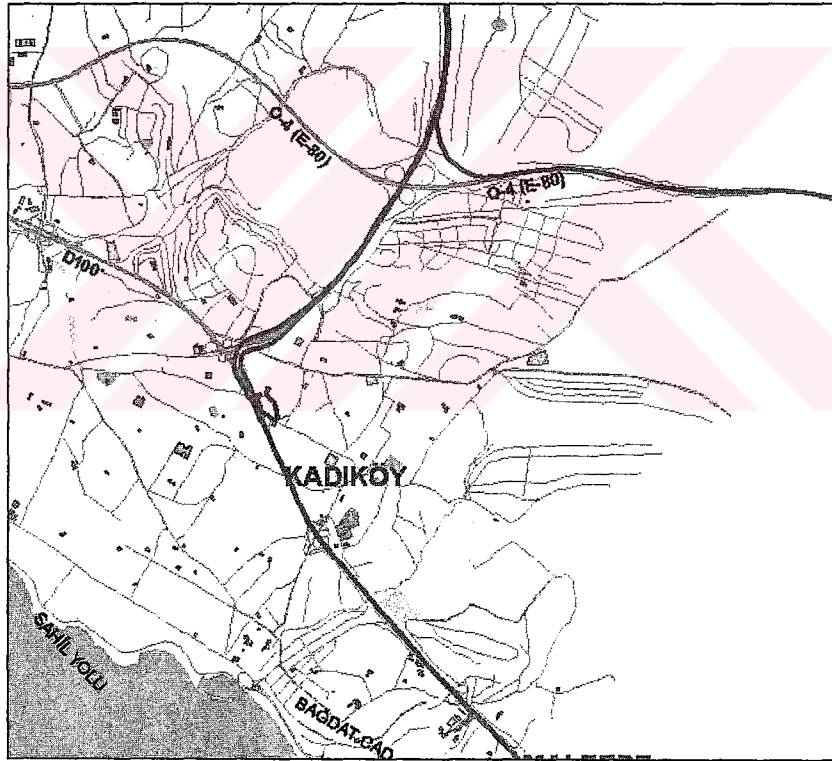 O-4 (E-80)
O-4 (E-80)
D100
KADIKÖY
SAHİL YOLU
BAĞDAT CAD